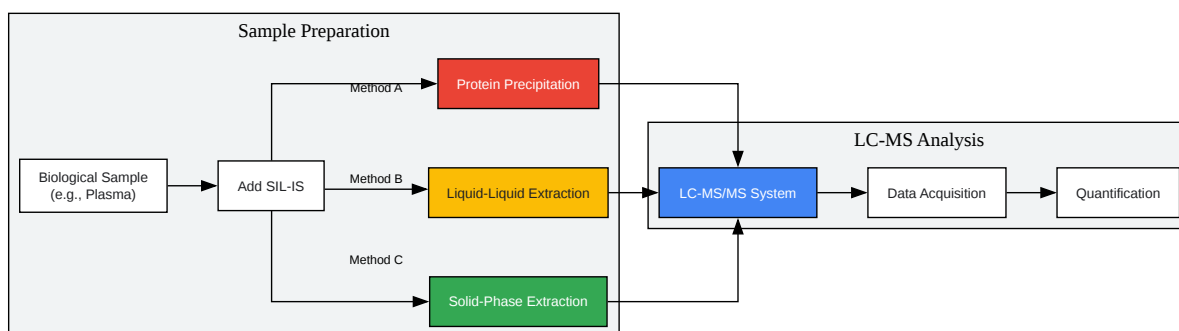 Sample Preparation
Method A
Protein Precipitation
LC-MS Analysis
Biological Sample
(e.g., Plasma)
Add SIL-IS
Method B
Liquid-Liquid Extraction
LC-MS/MS System
Data Acquisition
Quantification
Method C
Solid-Phase Extraction